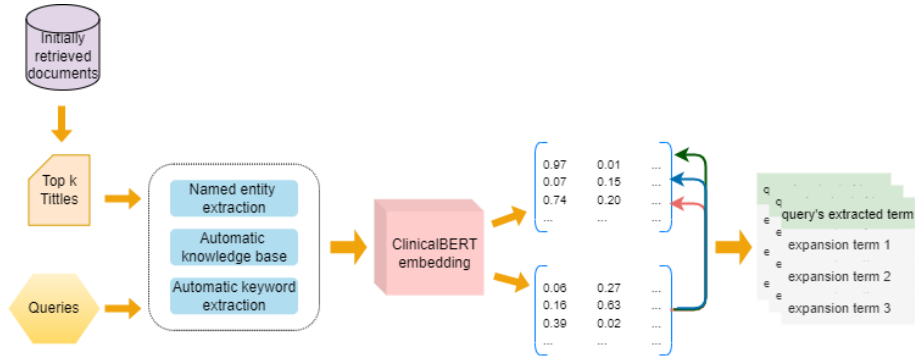 Initially
retrieved
documents
Top k
Tittles
Queries
Named entity
extraction
Automatic
knowledge base
Automatic keyword
extraction
ClinicalBERT
embedding
0.97 0.01 ...
0.07 0.15 ...
0.74 0.20 ...
... ... ...
0.06 0.27 ...
0.16 0.63 ...
0.39 0.02 ...
... ... ...
query's extracted term
expansion term 1
expansion term 2
expansion term 3